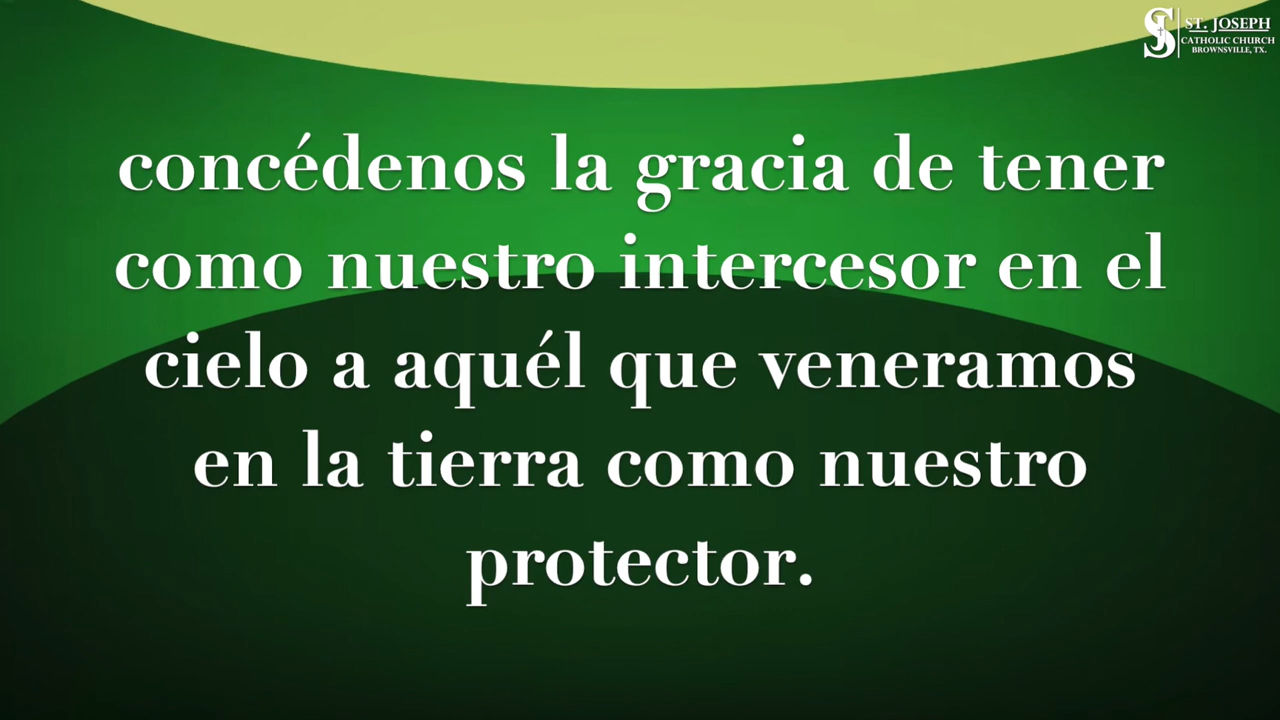 ST. JOSEPH
CATHOLIC CHURCH
BROWNSVILLE, TX.
concédenos la gracia de tener
como nuestro intercesor en el
cielo a aquél que veneramos
en la tierra como nuestro
protector.